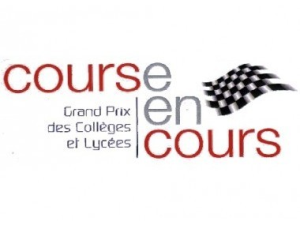 course
en
cours
Grand Prix
des Collèges
et Lycées